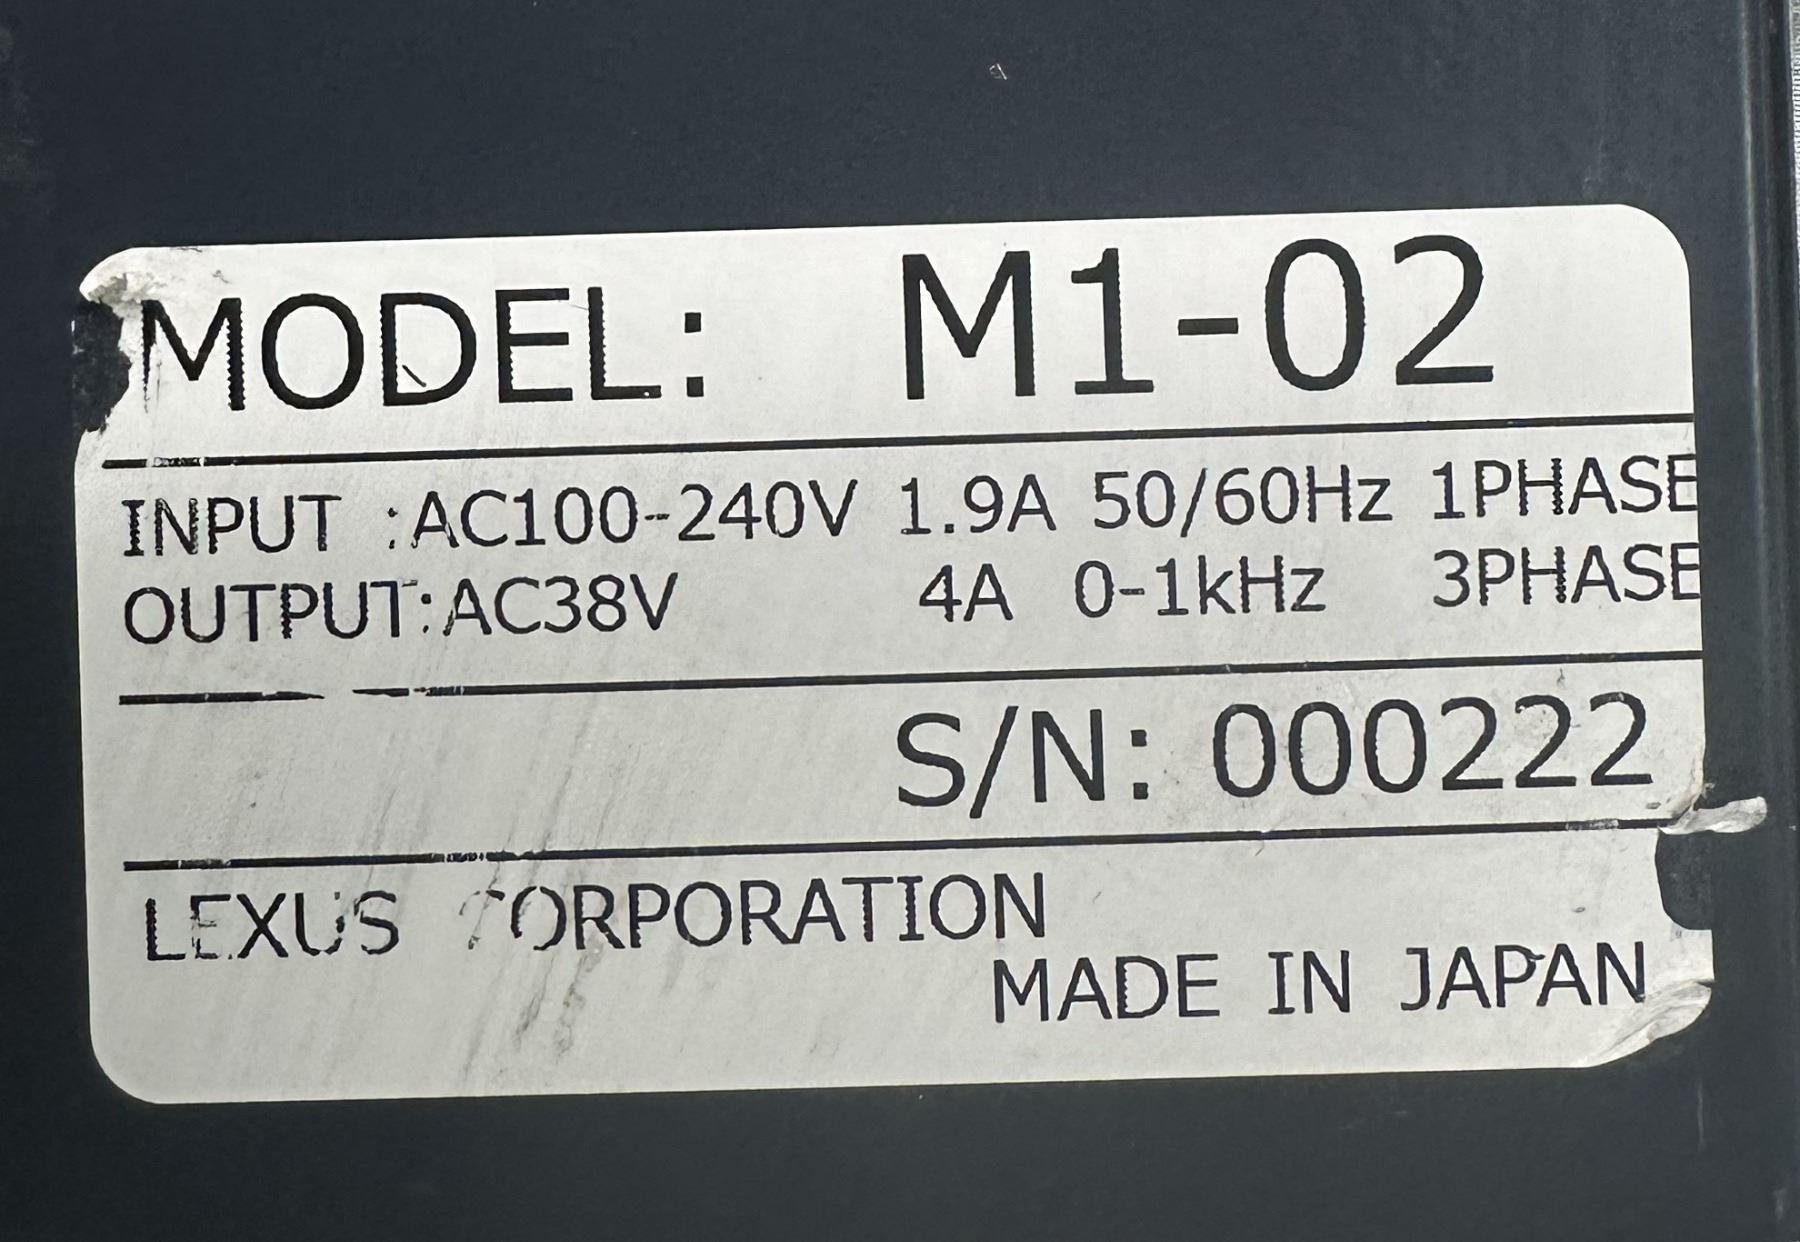 MODEL: M1-02
INPUT :AC100-240V 1.9A 50/60Hz 1PHASE
OUTPUT:AC38V 4A 0-1kHz 3PHASE
S/N: 000222
LEXUS CORPORATION
MADE IN JAPAN